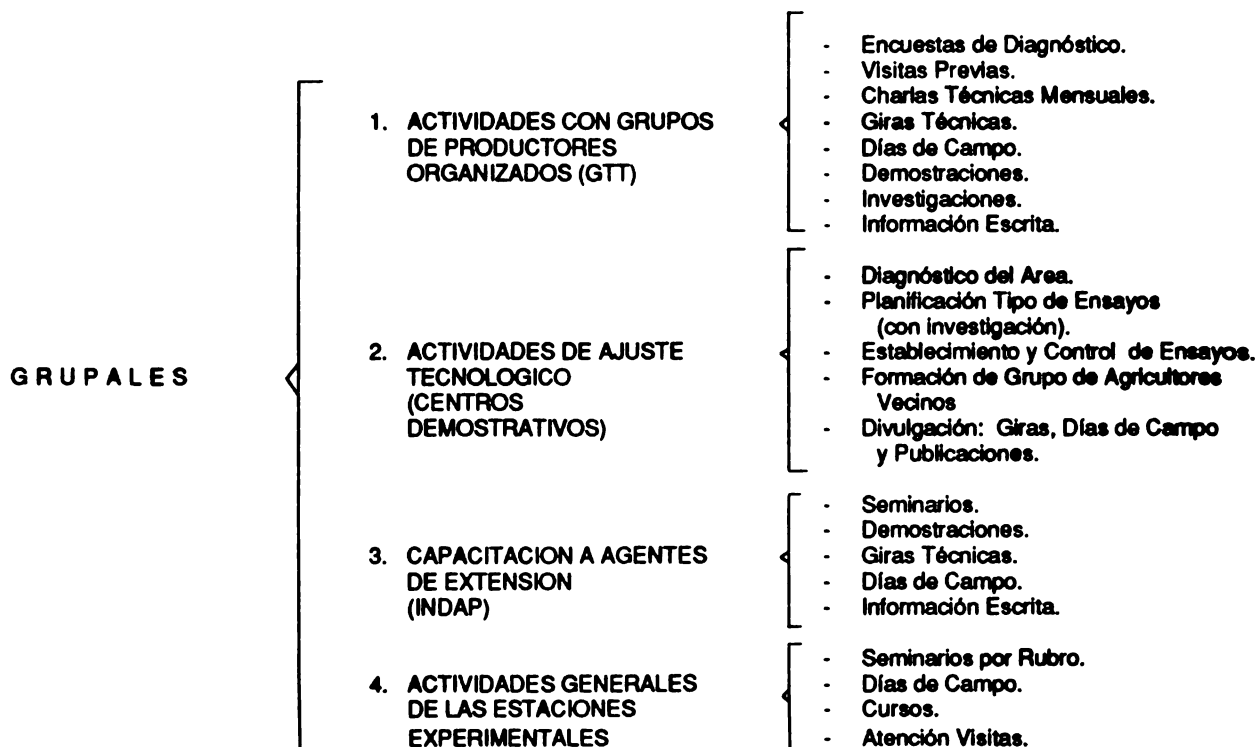 GRUPALES
1. ACTIVIDADES CON GRUPOS
DE PRODUCTORES
ORGANIZADOS (GTT)
- Encuestas de Diagnóstico.
- Visitas Previas.
- Charlas Técnicas Mensuales.
- Giras Técnicas.
- Días de Campo.
- Demostraciones.
- Investigaciones.
- Información Escrita.
2. ACTIVIDADES DE AJUSTE
TECNOLOGICO
(CENTROS
DEMOSTRATIVOS)
- Diagnóstico del Area.
- Planificación Tipo de Ensayos
(con investigación).
- Establecimiento y Control de Ensayos.
- Formación de Grupo de Agricultores
Vecinos
- Divulgación: Giras, Días de Campo
y Publicaciones.
3. CAPACITACION A AGENTES
DE EXTENSION
(INDAP)
- Seminarios.
- Demostraciones.
- Giras Técnicas.
- Días de Campo.
- Información Escrita.
4. ACTIVIDADES GENERALES
DE LAS ESTACIONES
EXPERIMENTALES
- Seminarios por Rubro.
- Días de Campo.
- Cursos.
- Atención Visitas.